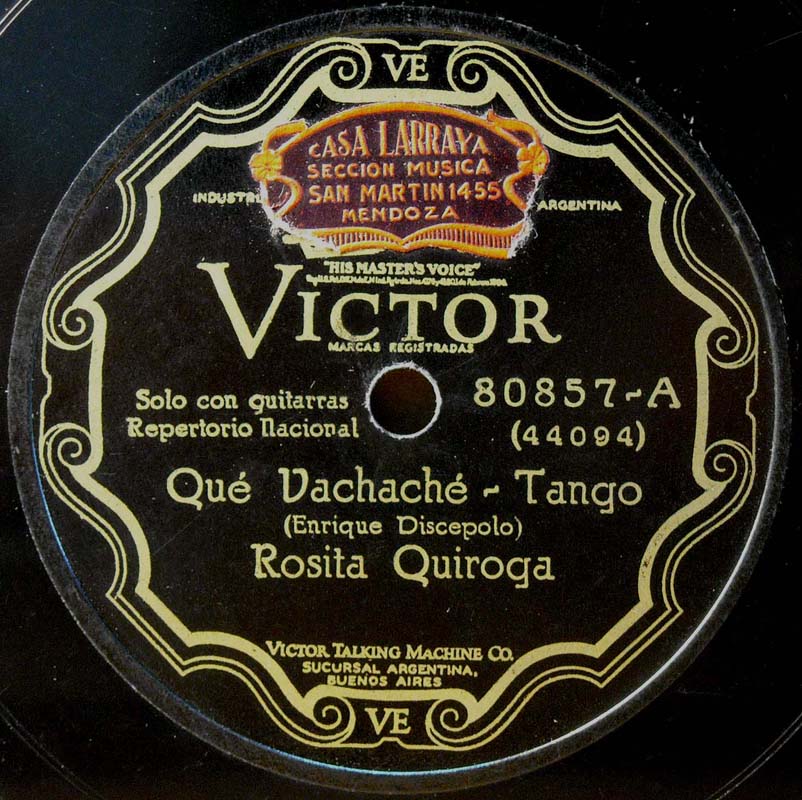 VE
CASA LARRAYA
SECCION MUSICA
SAN MARTIN 1455
MENDOZA
ARGENTINA
"HIS MASTER'S VOICE"
VICTOR
MARCAS REGISTRADAS
Solo con guitarras
Repertorio Nacional
80857-A
(44094)
Qué Vachaché - Tango
(Enrique Discepolo)
Rosita Quiroga
VICTOR TALKING MACHINE CO.
SUCURSAL ARGENTINA,
BUENOS AIRES
VE